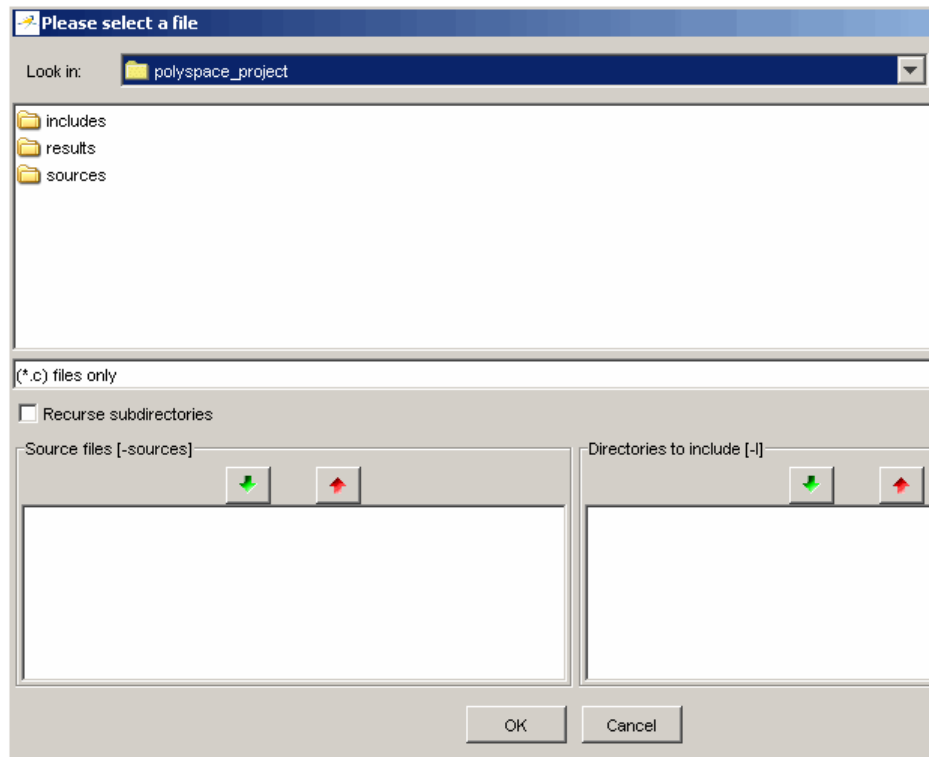 Please select a file
Look in: polyspace_project
includes
results
sources
(*.c) files only
Recurse subdirectories
Source files [-sources] Directories to include [-I]
OK Cancel